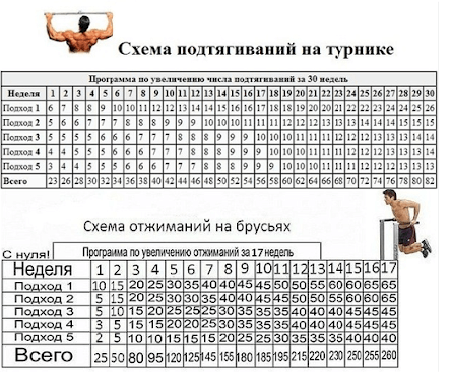 Схема подтягиваний на турнике
Программа по увеличению числа подтягиваний за 30 недель
Неделя 1 2 3 4 5 6 7 8 9 10 11 12 13 14 15 16 17 18 19 20 21 22 23 24 25 26 27 28 29 30
Подход 1 6 7 8 8 9 10 10 11 12 12 13 14 14 15 16 16 17 18 18 19 20 20 21 22 22 23 24 24 25 26
Подход 2 5 6 6 7 7 7 8 8 8 9 9 9 10 10 10 11 11 11 12 12 12 13 13 13 14 14 14 15 15 15
Подход 3 5 5 5 5 6 6 6 7 7 7 8 8 8 9 9 9 10 10 10 11 11 11 12 12 12 13 13 13 14 14
Подход 4 4 4 5 5 5 6 6 6 7 7 7 8 8 8 9 9 9 10 10 10 11 11 11 12 12 12 13 13 13 14
Подход 5 3 4 4 5 5 5 6 6 6 7 7 7 8 8 8 9 9 9 10 10 10 11 11 11 12 12 12 13 13 13
Всего 23 26 28 30 32 34 36 38 40 42 44 46 48 50 52 54 56 58 60 62 64 66 68 70 72 74 76 78 80 82
Схема отжиманий на брусьях
С нуля! Программа по увеличению отжиманий за 17 недель
Неделя 1 2 3 4 5 6 7 8 9 10 11 12 13 14 15 16 17
Подход 1 10 15 20 25 30 35 40 40 45 45 50 50 55 60 60 65 65
Подход 2 5 15 20 25 30 30 35 40 40 45 45 50 50 55 60 60 65
Подход 3 5 10 15 20 25 25 25 30 35 35 35 40 40 40 45 45 45
Подход 4 3 5 15 15 20 20 25 25 30 30 35 40 40 40 45 45 45
Подход 5 2 5 10 10 15 15 20 20 30 30 30 35 35 35 40 40 40
Всего 25 50 80 95 120 125 145 155 180 185 195 215 220 230 250 255 260